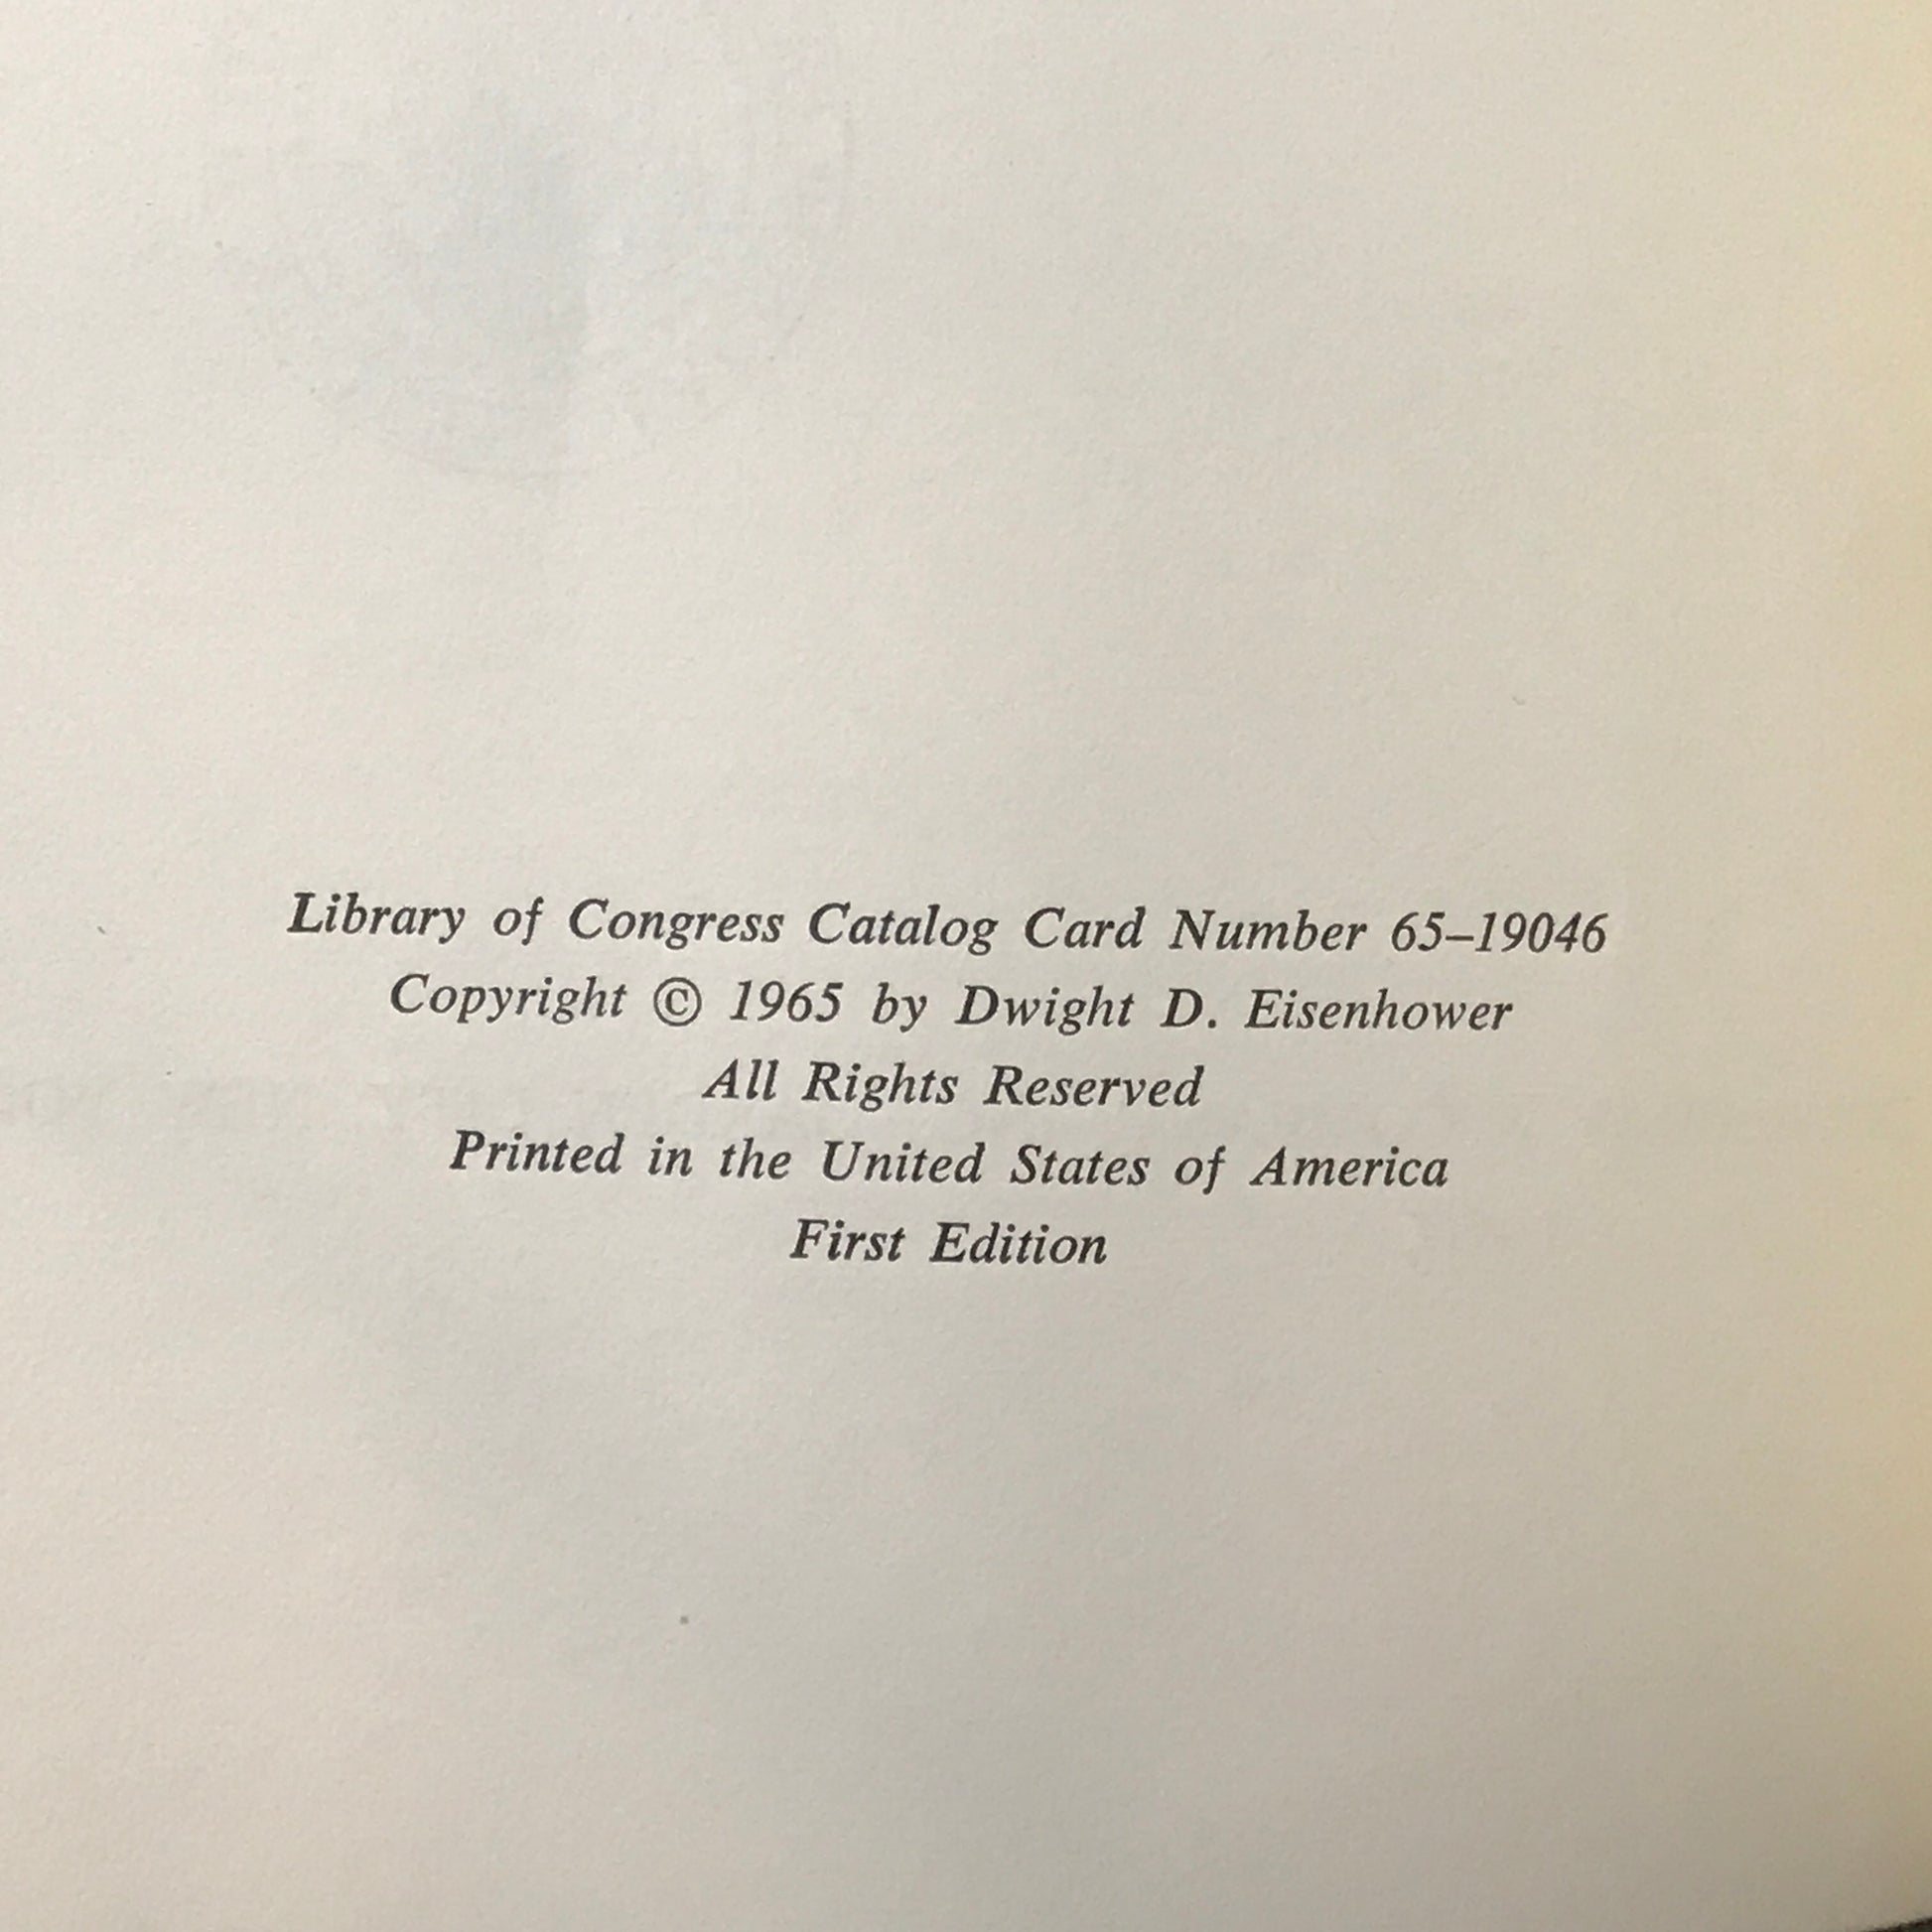 Library of Congress Catalog Card Number 65–19046
Copyright © 1965 by Dwight D. Eisenhower
All Rights Reserved
Printed in the United States of America
First Edition